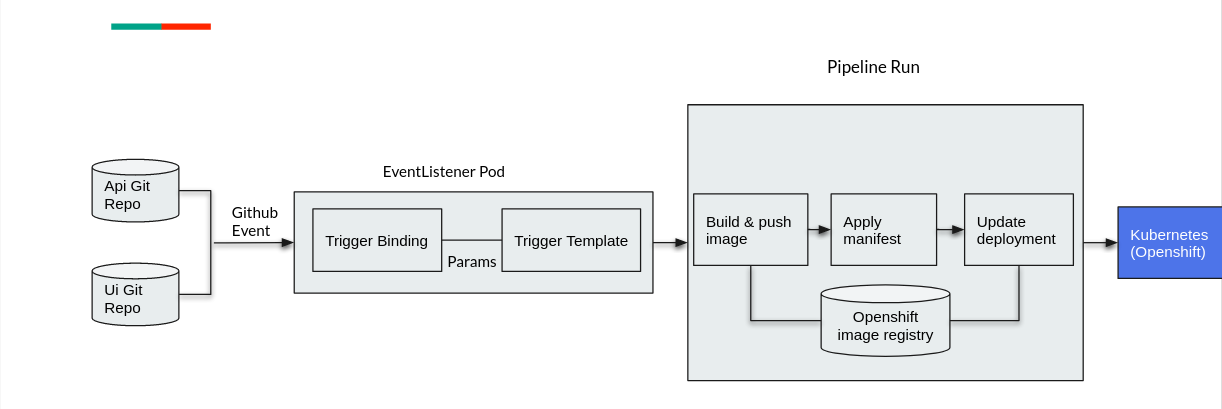 Pipeline Run
EventListener Pod
Api Git
Repo
Github
Event
Ui Git
Repo
Trigger Binding
Params
Trigger Template
Build & push
image
Apply
manifest
Update
deployment
Openshift
image registry
Kubernetes
(Openshift)